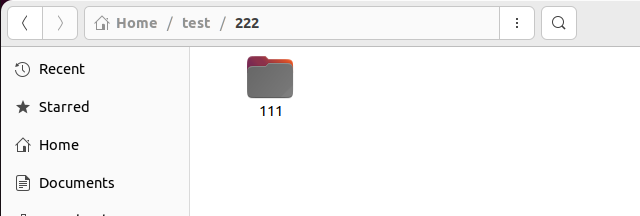 Home / test / 222
Recent
Starred
Home
Documents
111